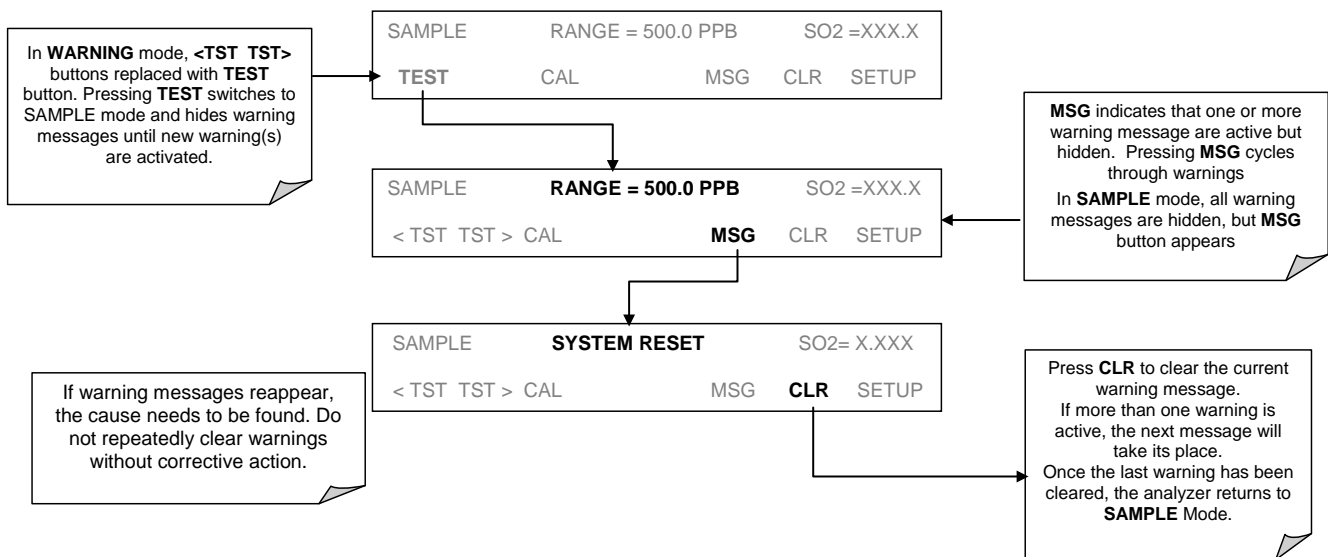 In WARNING mode, <TST TST>
buttons replaced with TEST
button. Pressing TEST switches to
SAMPLE mode and hides warning
messages until new warning(s)
are activated.
SAMPLE RANGE = 500.0 PPB SO2 =XXX.X
TEST CAL MSG CLR SETUP
SAMPLE RANGE = 500.0 PPB SO2 =XXX.X
< TST TST > CAL MSG CLR SETUP
MSG indicates that one or more
warning message are active but
hidden. Pressing MSG cycles
through warnings
In SAMPLE mode, all warning
messages are hidden, but MSG
button appears
SAMPLE SYSTEM RESET SO2= X.XXX
< TST TST > CAL MSG CLR SETUP
If warning messages reappear,
the cause needs to be found. Do
not repeatedly clear warnings
without corrective action.
Press CLR to clear the current
warning message.
If more than one warning is
active, the next message will
take its place.
Once the last warning has been
cleared, the analyzer returns to
SAMPLE Mode.